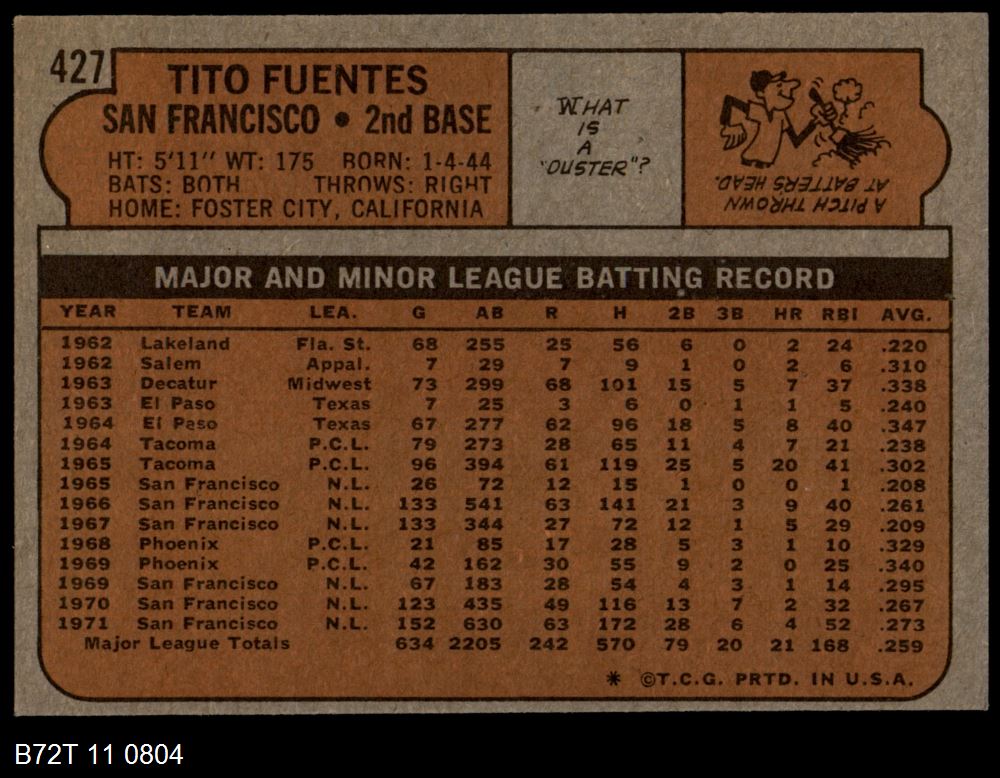 427
TITO FUENTES
SAN FRANCISCO • 2nd BASE
HT: 5'11" WT: 175 BORN: 1-4-44
BATS: BOTH THROWS: RIGHT
HOME: FOSTER CITY, CALIFORNIA
WHAT
IS
A
"DUSTER"?
A PITCH THROWN
AT BATTERS HEAD.
MAJOR AND MINOR LEAGUE BATTING RECORD
YEAR TEAM LEA. G AB R H 2B 3B HR RBI AVG.
1962 Lakeland Fla. St. 68 255 25 56 6 0 2 24 .220
1962 Salem Appal. 7 29 7 9 1 0 2 6 .310
1963 Decatur Midwest 73 299 68 101 15 5 7 37 .338
1963 El Paso Texas 7 25 3 6 0 1 1 5 .240
1964 El Paso Texas 67 277 62 96 18 5 8 40 .347
1964 Tacoma P.C.L. 79 273 28 65 11 4 7 21 .238
1965 Tacoma P.C.L. 96 394 61 119 25 5 20 41 .302
1965 San Francisco N.L. 26 72 12 15 1 0 0 1 .208
1966 San Francisco N.L. 133 541 63 141 21 3 9 40 .261
1967 San Francisco N.L. 133 344 27 72 12 1 5 29 .209
1968 Phoenix P.C.L. 21 85 17 28 5 3 1 10 .329
1969 Phoenix P.C.L. 42 162 30 55 9 2 0 25 .340
1969 San Francisco N.L. 67 183 28 54 4 3 1 14 .295
1970 San Francisco N.L. 123 435 49 116 13 7 2 32 .267
1971 San Francisco N.L. 152 630 63 172 28 6 4 52 .273
Major League Totals 634 2205 242 570 79 20 21 168 .259
* ©T.C.G. PRTD. IN U.S.A.
B72T 11 0804